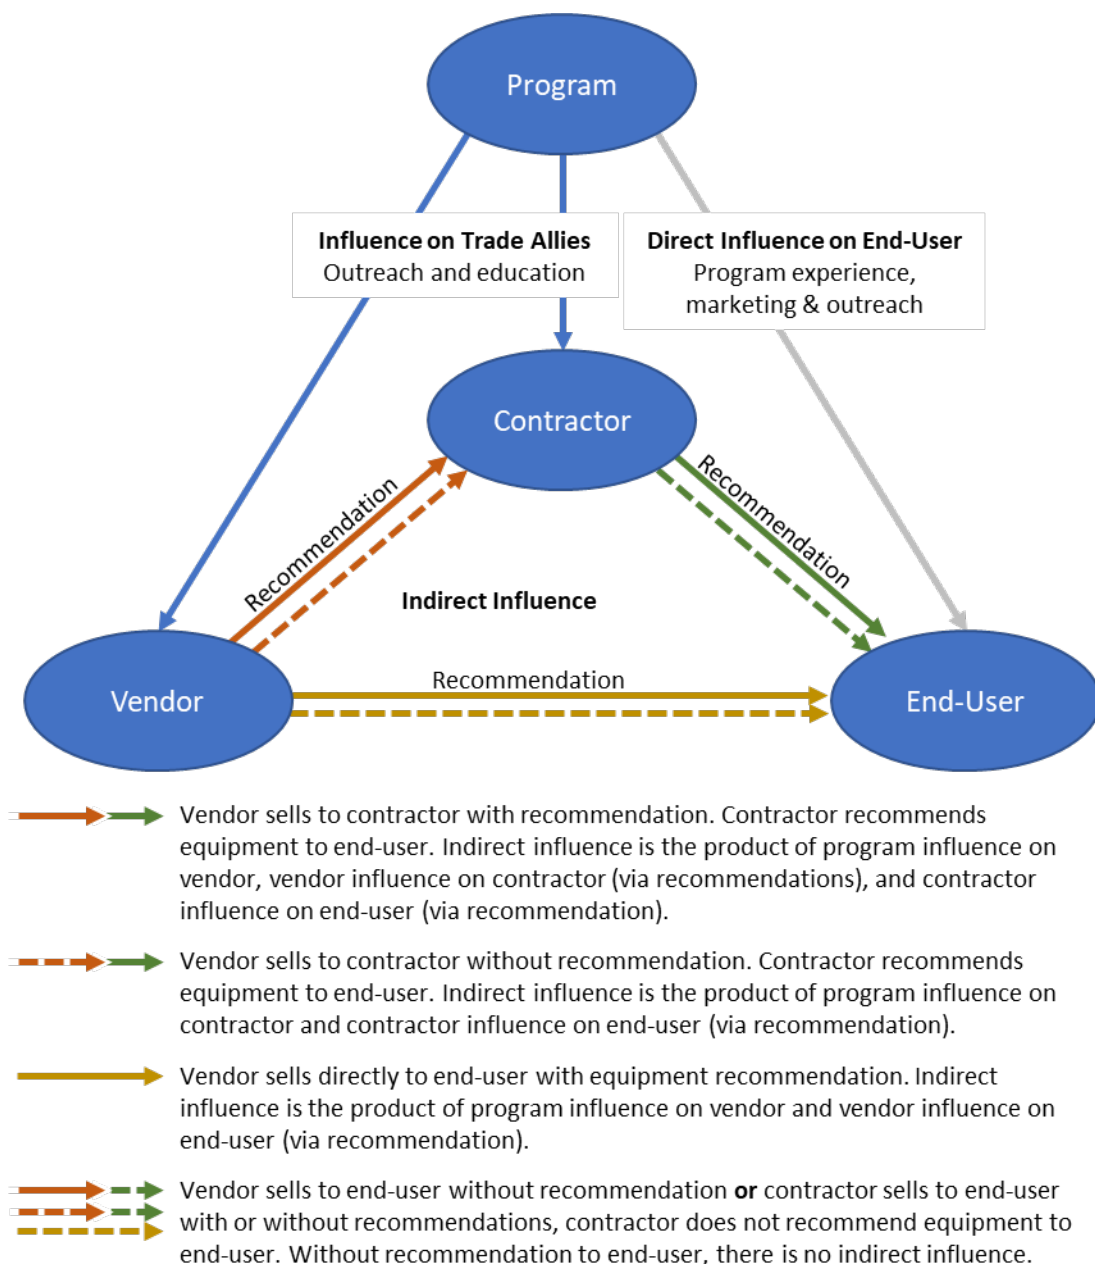 Program
Influence on Trade Allies
Outreach and education
Direct Influence on End-User
Program experience,
marketing & outreach
Contractor
Recommendation
Recommendation
Indirect Influence
Vendor
Recommendation
End-User
Vendor sells to contractor with recommendation. Contractor recommends
equipment to end-user. Indirect influence is the product of program influence on
vendor, vendor influence on contractor (via recommendations), and contractor
influence on end-user (via recommendation).
Vendor sells to contractor without recommendation. Contractor recommends
equipment to end-user. Indirect influence is the product of program influence on
contractor and contractor influence on end-user (via recommendation).
Vendor sells directly to end-user with equipment recommendation. Indirect
influence is the product of program influence on vendor and vendor influence on
end-user (via recommendation).
Vendor sells to end-user without recommendation or contractor sells to end-user
with or without recommendations, contractor does not recommend equipment to
end-user. Without recommendation to end-user, there is no indirect influence.